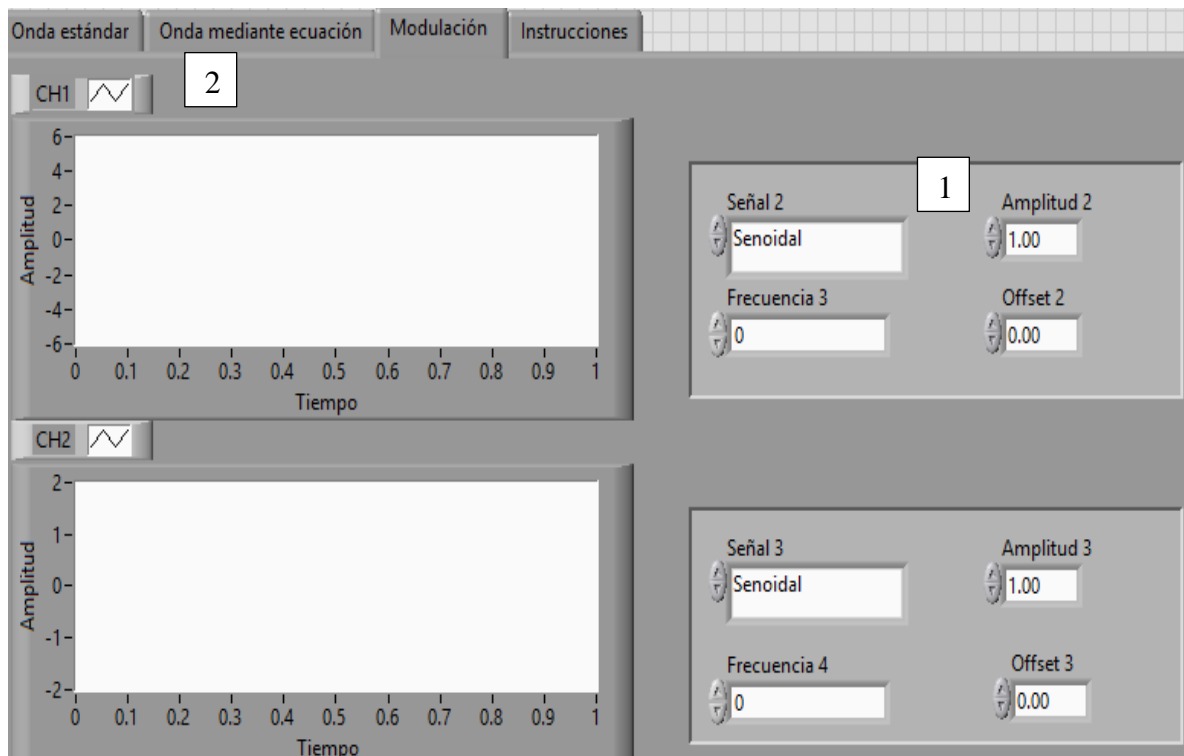 Onda estándar Onda mediante ecuación Modulación Instrucciones
2
CH1
6
4
2
0
-2
-4
-6
Amplitud
0 0.1 0.2 0.3 0.4 0.5 0.6 0.7 0.8 0.9 1
Tiempo
1
Señal 2 Amplitud 2
Senoidal 1.00
Frecuencia 3 Offset 2
0 0.00
CH2
2
1
0
-1
-2
Amplitud
0 0.1 0.2 0.3 0.4 0.5 0.6 0.7 0.8 0.9 1
Tiempo
Señal 3 Amplitud 3
Senoidal 1.00
Frecuencia 4 Offset 3
0 0.00